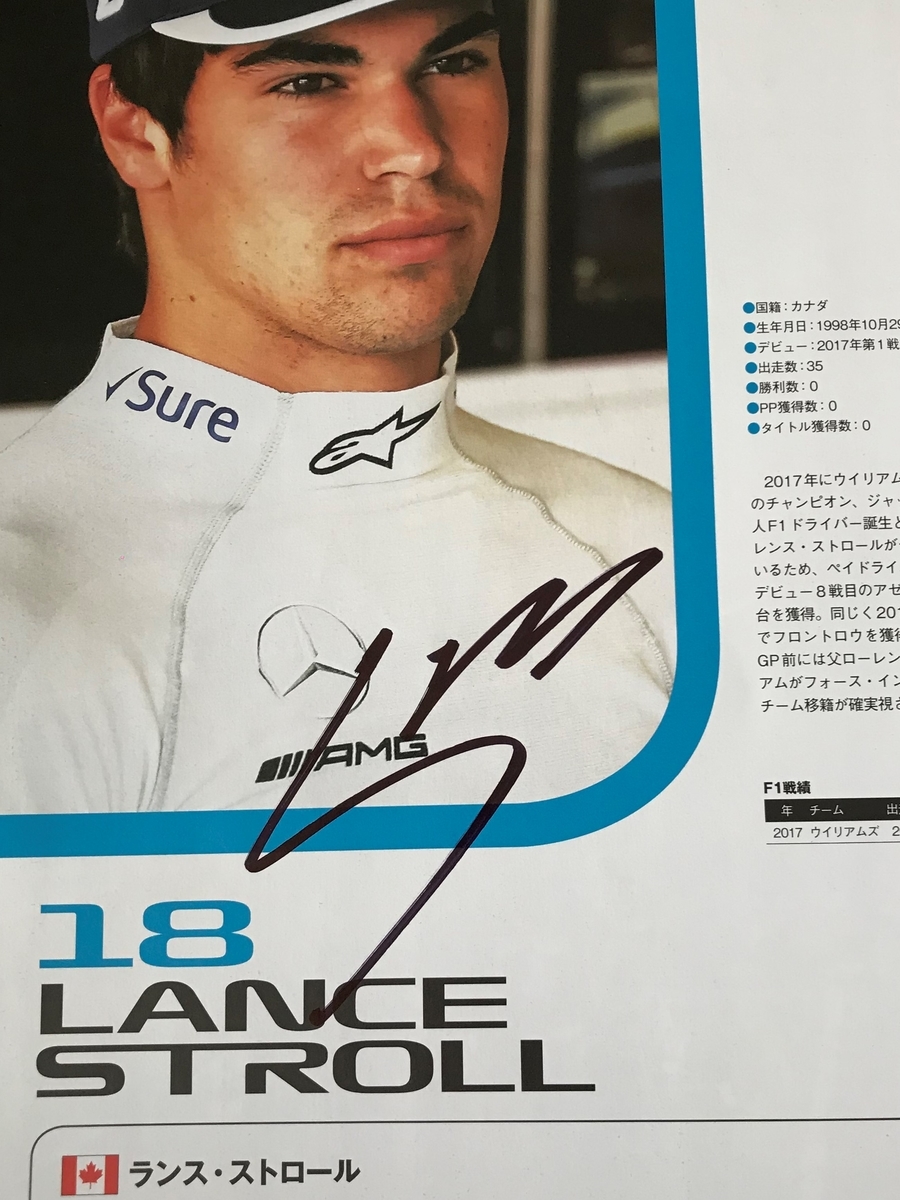 Sure
AMG
●国籍：カナダ
●生年月日：1998年10月29
●デビュー：2017年第1戦
●出走数：35
●勝利数：0
●PP獲得数：0
●タイトル獲得数：0
2017年にウイリアム
のチャンピオン、ジャッ
人F1ドライバー誕生と
レンス・ストロールが
いるため、ペイドライ
デビュー8戦目のアゼ
台を獲得。同じく201
でフロントロウを獲得
GP前には父ローレン
アムがフォース・イン
チーム移籍が確実視さ
F1戦績
年 チーム 出走
2017 ウイリアムズ 2
18
LANCE
STROLL
ランス・ストロール